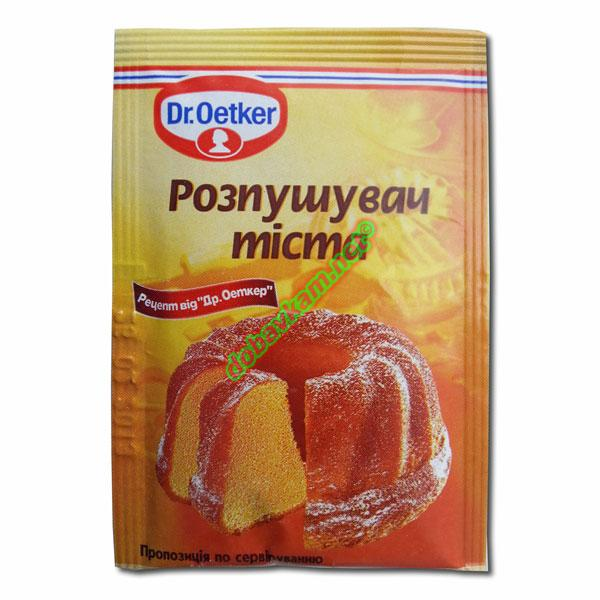 Dr.Oetker
Розпушувач
тіста
Рецепт від "Др. Оеткер"
dobavkam.net©
Пропозиція по сервіруванню